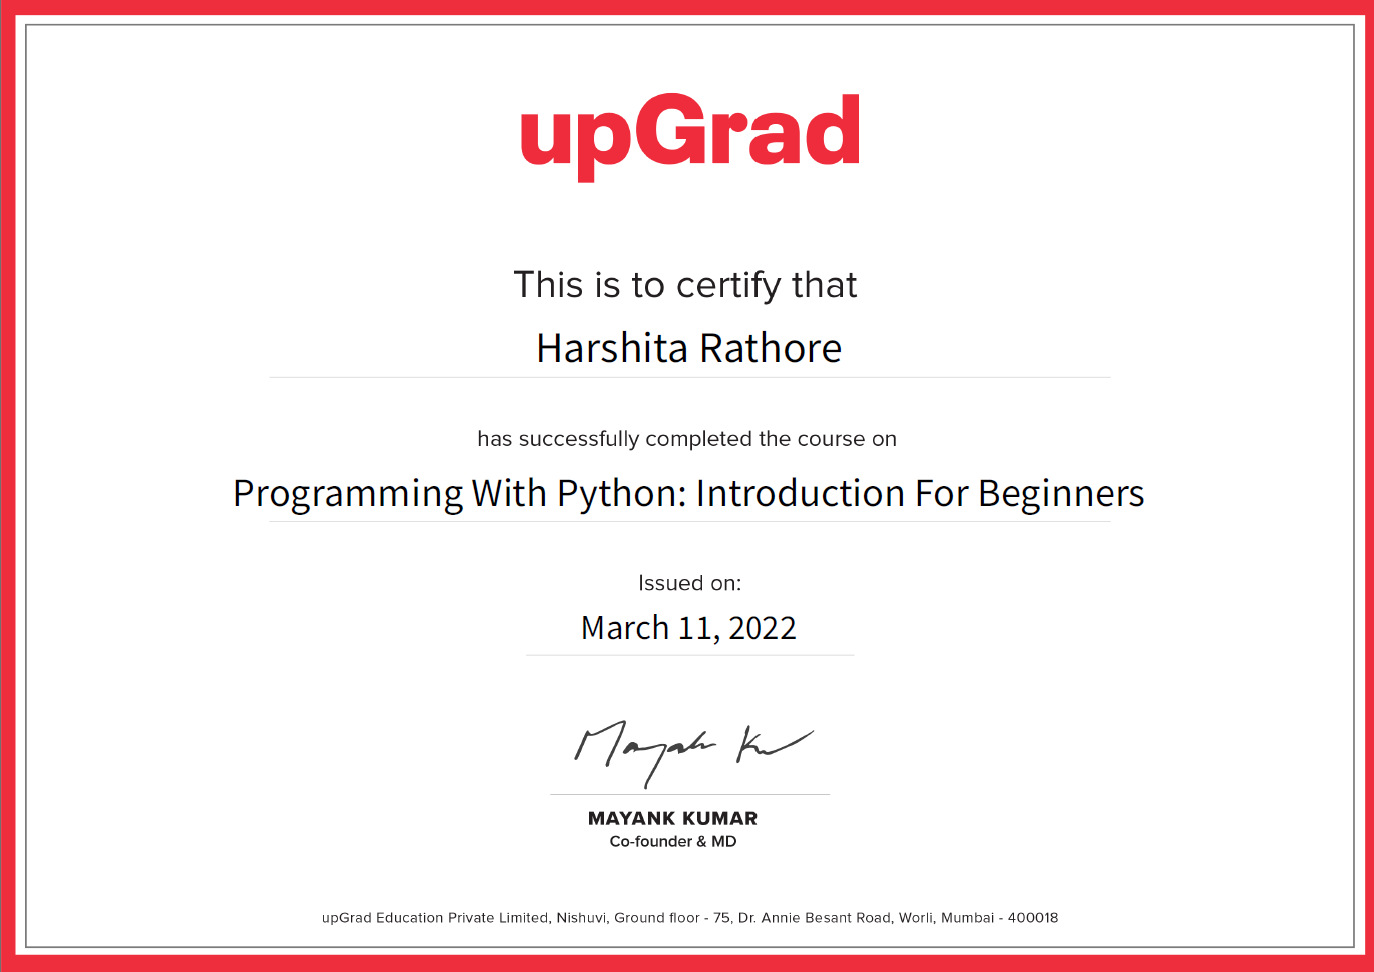 upGrad
This is to certify that
Harshita Rathore
has successfully completed the course on
Programming With Python: Introduction For Beginners
Issued on:
March 11, 2022
Mayank Ku
MAYANK KUMAR
Co-founder & MD
upGrad Education Private Limited, Nishuvi, Ground floor - 75, Dr. Annie Besant Road, Worli, Mumbai - 400018